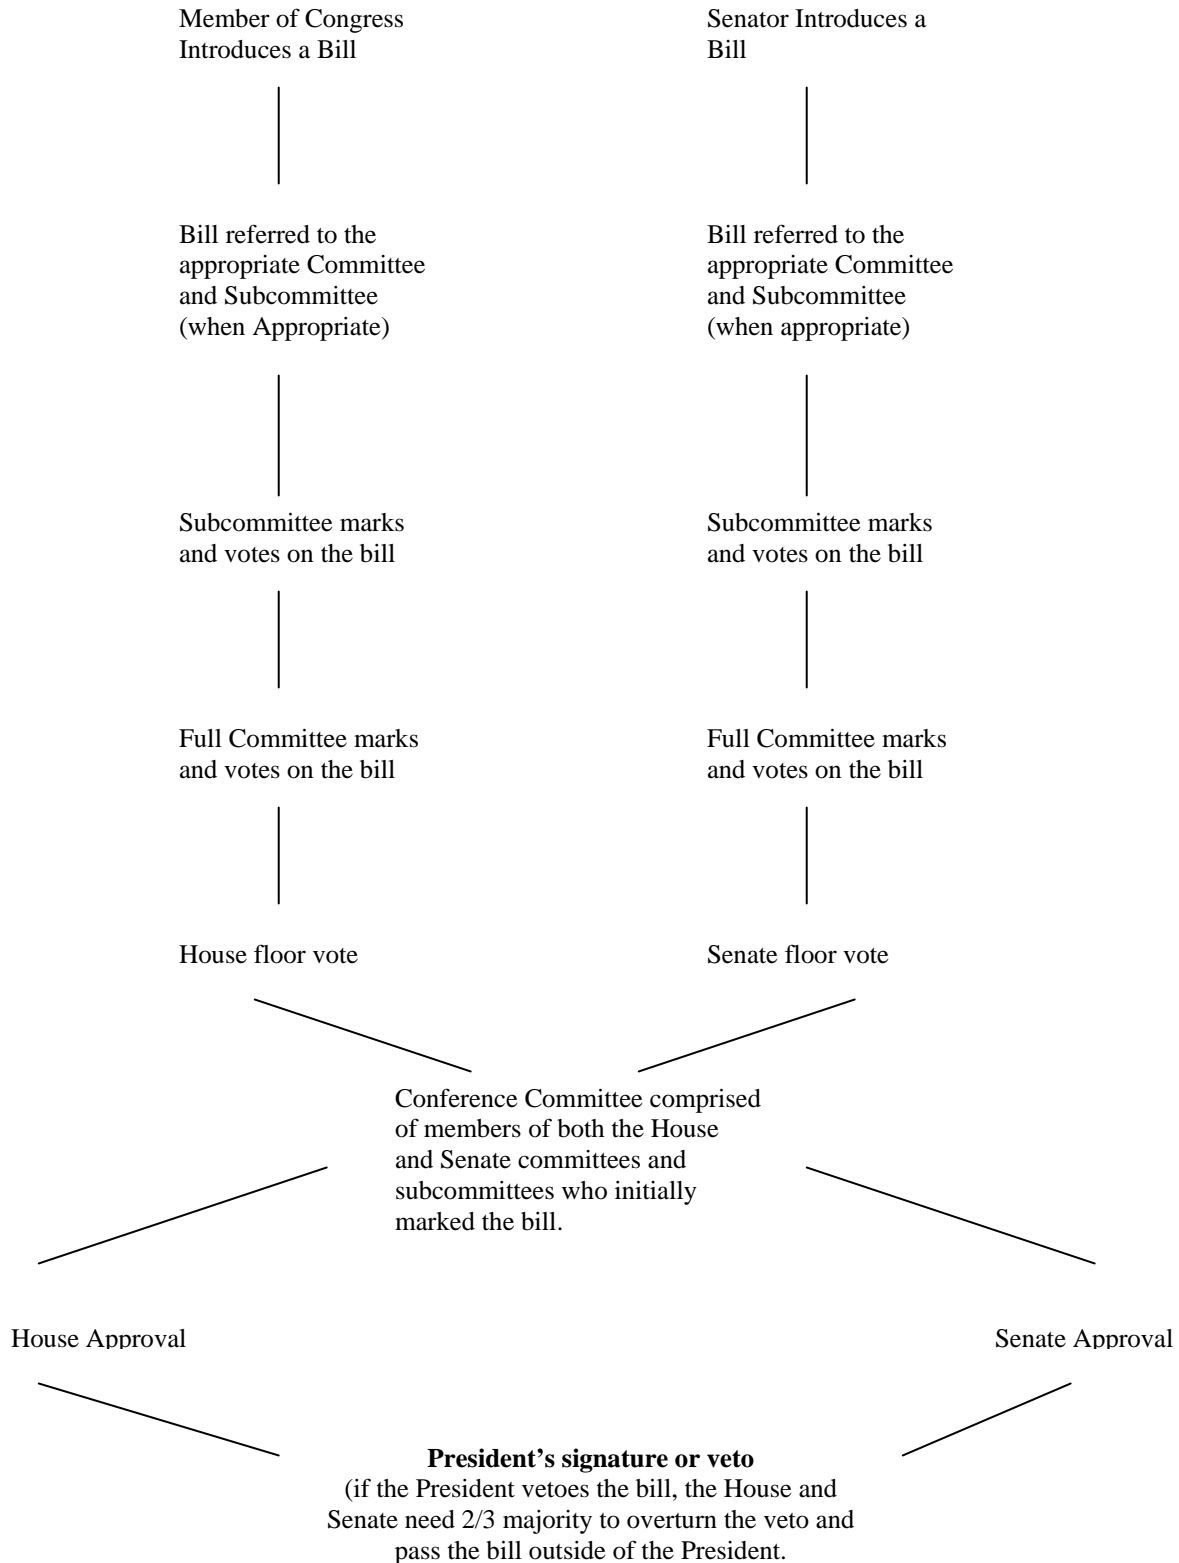 Member of Congress
Introduces a Bill
Senator Introduces a
Bill
Bill referred to the
appropriate Committee
and Subcommittee
(when Appropriate)
Bill referred to the
appropriate Committee
and Subcommittee
(when appropriate)
Subcommittee marks
and votes on the bill
Subcommittee marks
and votes on the bill
Full Committee marks
and votes on the bill
Full Committee marks
and votes on the bill
House floor vote
Senate floor vote
Conference Committee comprised
of members of both the House
and Senate committees and
subcommittees who initially
marked the bill.
House Approval
Senate Approval
President’s signature or veto
(if the President vetoes the bill, the House and
Senate need 2/3 majority to overturn the veto and
pass the bill outside of the President.